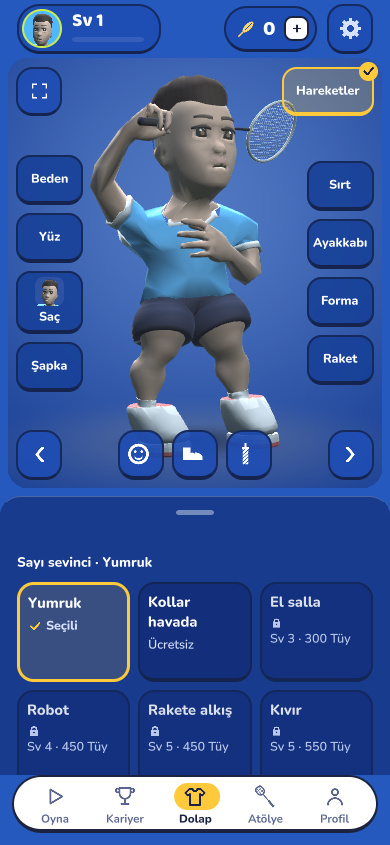 Sv 1
0
+
Hareketler
Beden
Yüz
Saç
Şapka
Sırt
Ayakkabı
Forma
Raket
Sayı sevinci · Yumruk
Yumruk
Seçili
Kollar
havada
Ücretsiz
El salla
Sv 3 · 300 Tüy
Robot
Sv 4 · 450 Tüy
Rakete alkış
Sv 5 · 450 Tüy
Kıvır
Sv 5 · 550 Tüy
Oyna
Kariyer
Dolap
Atölye
Profil